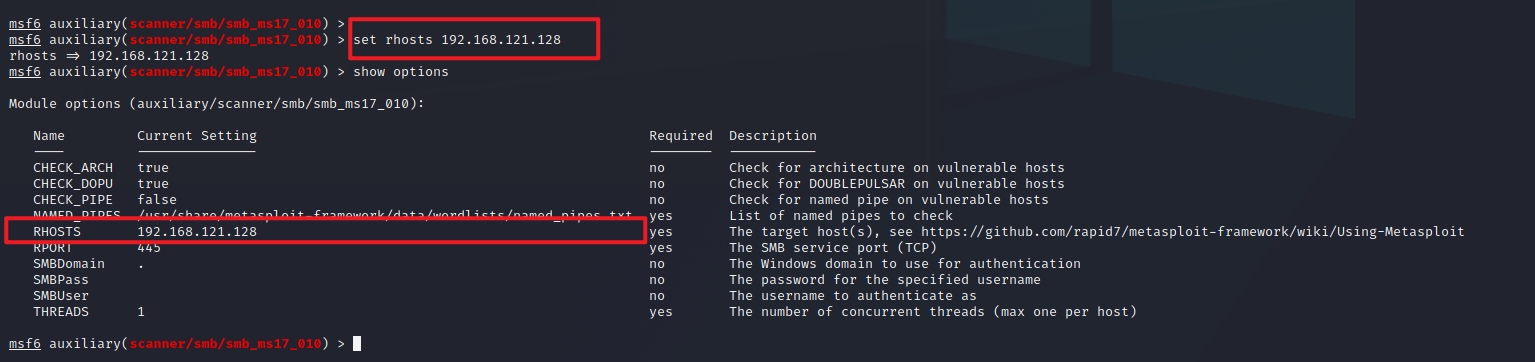 msf6 auxiliary(scanner/smb/smb_ms17_010) >
msf6 auxiliary(scanner/smb/smb_ms17_010) > set rhosts 192.168.121.128
rhosts => 192.168.121.128
msf6 auxiliary(scanner/smb/smb_ms17_010) > show options
Module options (auxiliary/scanner/smb/smb_ms17_010):
Name Current Setting Required Description
CHECK_ARCH true no Check for architecture on vulnerable hosts
CHECK_DOPU true no Check for DOUBLEPULSAR on vulnerable hosts
CHECK_PIPE false no Check for named pipe on vulnerable hosts
NAMED_PIPES /usr/share/metasploit-framework/data/wordlists/named_pipes.txt yes List of named pipes to check
RHOSTS 192.168.121.128 yes The target host(s), see https://github.com/rapid7/metasploit-framework/wiki/Using-Metasploit
RPORT 445 yes The SMB service port (TCP)
SMBDomain . no The Windows domain to use for authentication
SMBPass no The password for the specified username
SMBUser no The username to authenticate as
THREADS 1 yes The number of concurrent threads (max one per host)
msf6 auxiliary(scanner/smb/smb_ms17_010) >